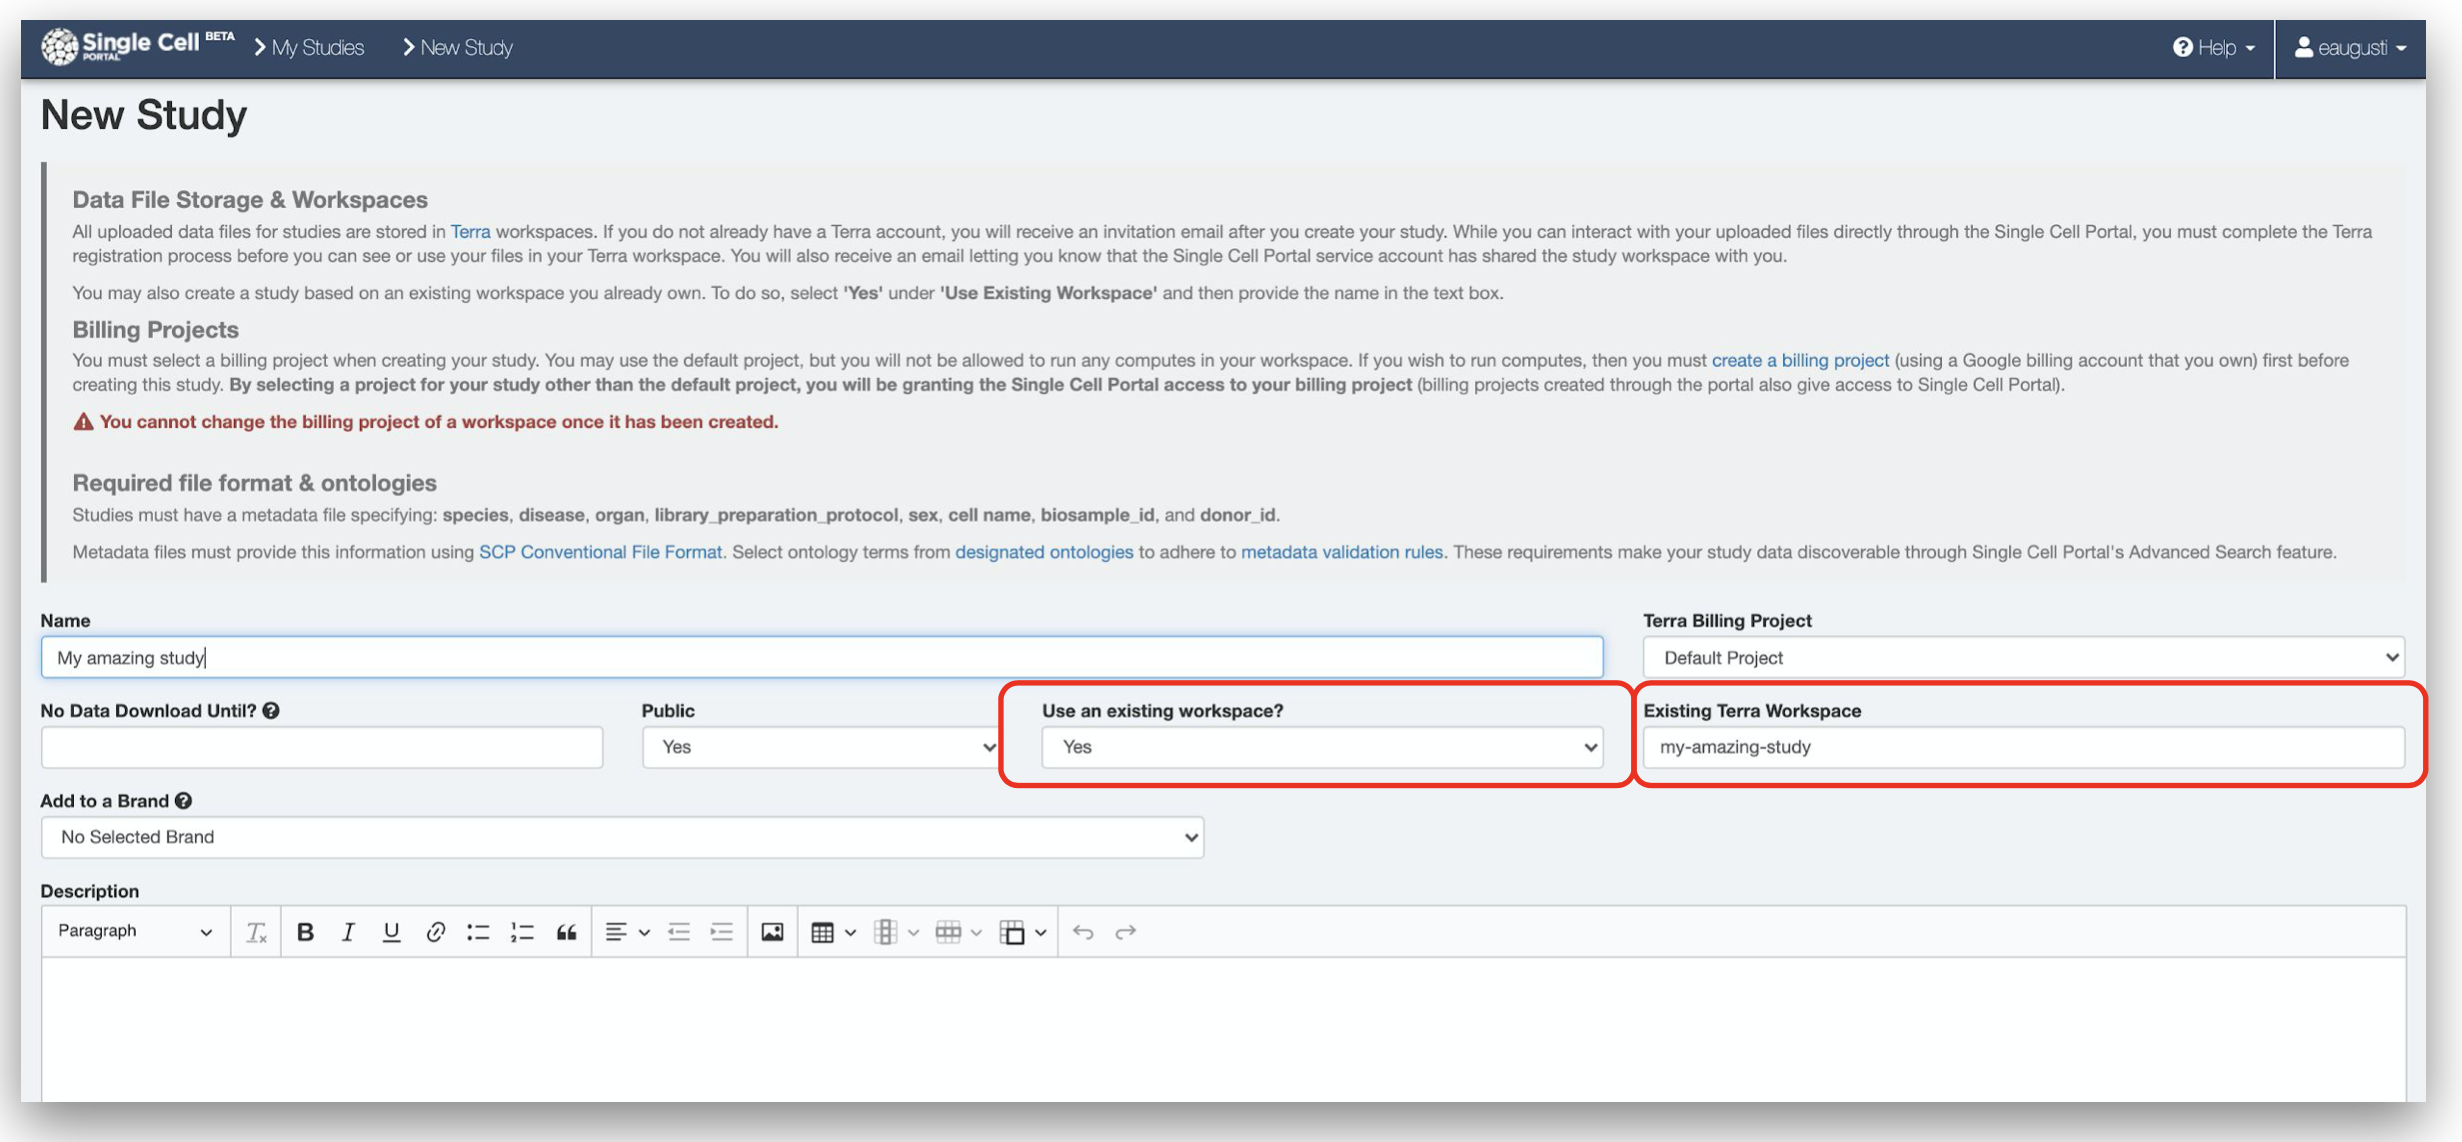 Single Cell BETA
PORTAL
My Studies
New Study
Help
eaugusti
New Study
Data File Storage & Workspaces
All uploaded data files for studies are stored in Terra workspaces. If you do not already have a Terra account, you will receive an invitation email after you create your study. While you can interact with your uploaded files directly through the Single Cell Portal, you must complete the Terra
registration process before you can see or use your files in your Terra workspace. You will also receive an email letting you know that the Single Cell Portal service account has shared the study workspace with you.
You may also create a study based on an existing workspace you already own. To do so, select 'Yes' under 'Use Existing Workspace' and then provide the name in the text box.
Billing Projects
You must select a billing project when creating your study. You may use the default project, but you will not be allowed to run any computes in your workspace. If you wish to run computes, then you must create a billing project (using a Google billing account that you own) first before
creating this study. By selecting a project for your study other than the default project, you will be granting the Single Cell Portal access to your billing project (billing projects created through the portal also give access to Single Cell Portal).
You cannot change the billing project of a workspace once it has been created.
Required file format & ontologies
Studies must have a metadata file specifying: species, disease, organ, library_preparation_protocol, sex, cell name, biosample_id, and donor_id.
Metadata files must provide this information using SCP Conventional File Format. Select ontology terms from designated ontologies to adhere to metadata validation rules. These requirements make your study data discoverable through Single Cell Portal's Advanced Search feature.
Name
Terra Billing Project
My amazing study
Default Project
No Data Download Until?
Public
Use an existing workspace?
Existing Terra Workspace
Yes
Yes
my-amazing-study
Add to a Brand
No Selected Brand
Description
Paragraph